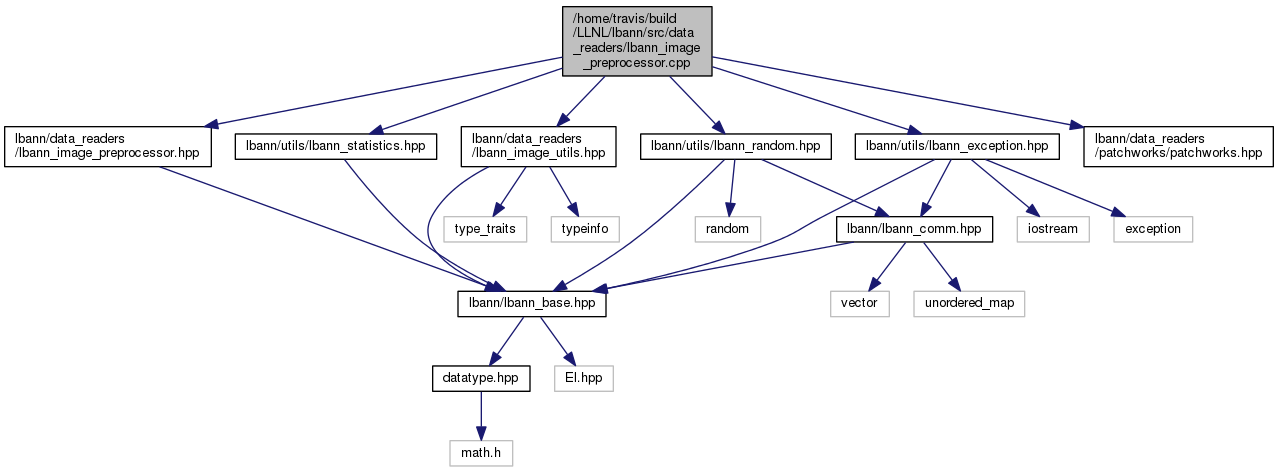 /home/travis/build
/LLNL/lbann/src/data
_readers/lbann_image
_preprocessor.cpp
lbann/data_readers
/lbann_image_preprocessor.hpp
lbann/utils/lbann_statistics.hpp
lbann/data_readers
/lbann_image_utils.hpp
lbann/utils/lbann_random.hpp
lbann/utils/lbann_exception.hpp
lbann/data_readers
/patchworks/patchworks.hpp
type_traits
typeinfo
random
lbann/lbann_comm.hpp
iostream
exception
lbann/lbann_base.hpp
vector
unordered_map
datatype.hpp
El.hpp
math.h